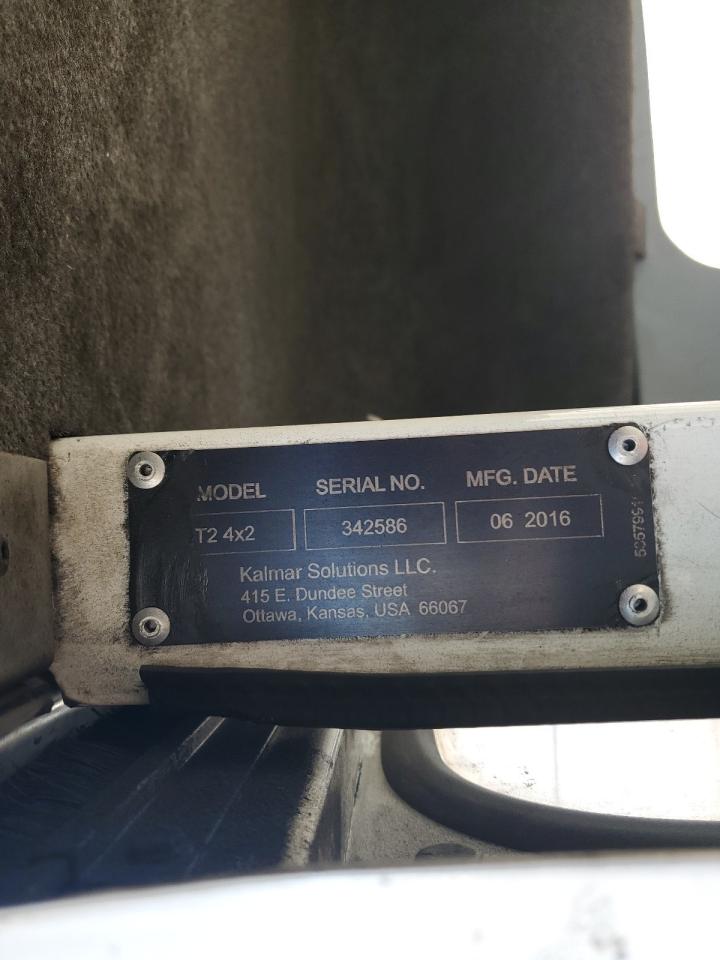 MODEL SERIAL NO. MFG. DATE
T2 4x2 342586 06 2016
Kalmar Solutions LLC.
415 E. Dundee Street
Ottawa, Kansas, USA 66067